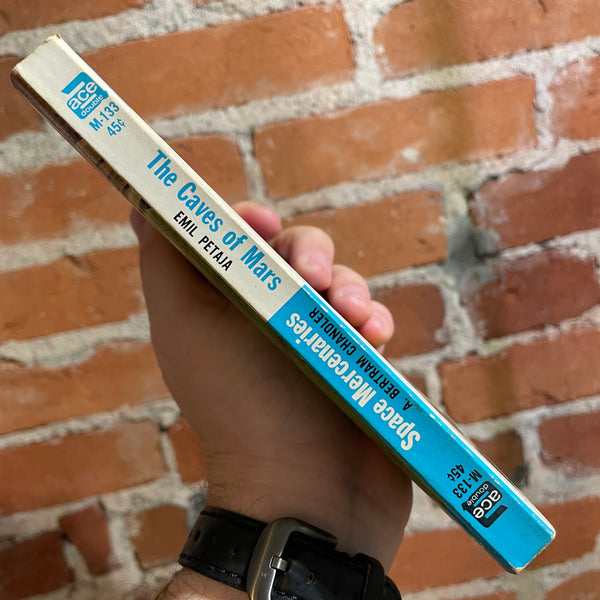 ace
double
M-133
45¢
The Caves of Mars
EMIL PETAJA
Space Mercenaries
A. BERTRAM CHANDLER
M-133
45¢
ace
double